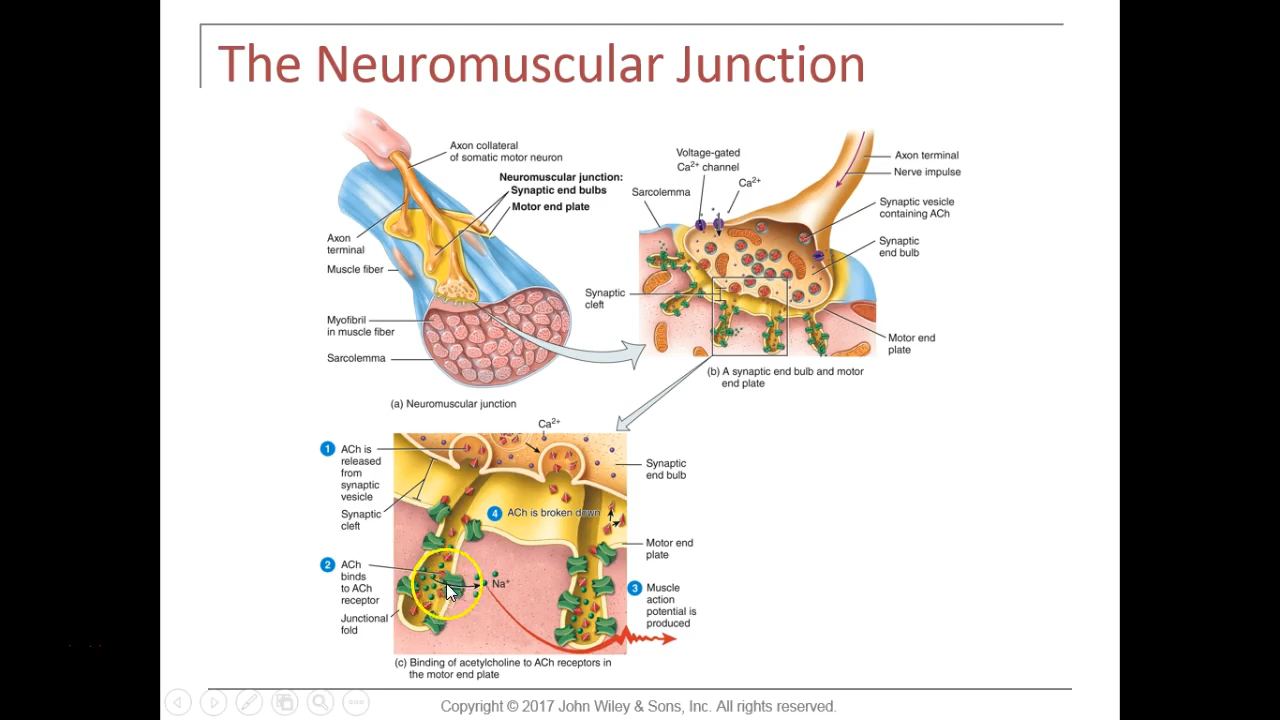 The Neuromuscular Junction
Axon collateral
of somatic motor neuron
Neuromuscular junction:
Synaptic end bulbs
Motor end plate
Axon
terminal
Muscle fiber
Myofibril
in muscle fiber
Sarcolemma
(a) Neuromuscular junction
Voltage-gated
Ca2+ channel
Ca2+
Sarcolemma
Axon terminal
Nerve impulse
Synaptic vesicle
containing ACh
Synaptic
end bulb
Synaptic
cleft
Motor end
plate
(b) A synaptic end bulb and motor
end plate
Ca2+
1 ACh is
released
from
synaptic
vesicle
Synaptic
cleft
Synaptic
end bulb
4 ACh is broken down
Motor end
plate
2 ACh
binds
to ACh
receptor
Na+
3 Muscle
action
potential is
produced
Junctional
fold
(c) Binding of acetylcholine to ACh receptors in
the motor end plate
Copyright © 2017 John Wiley & Sons, Inc. All rights reserved.